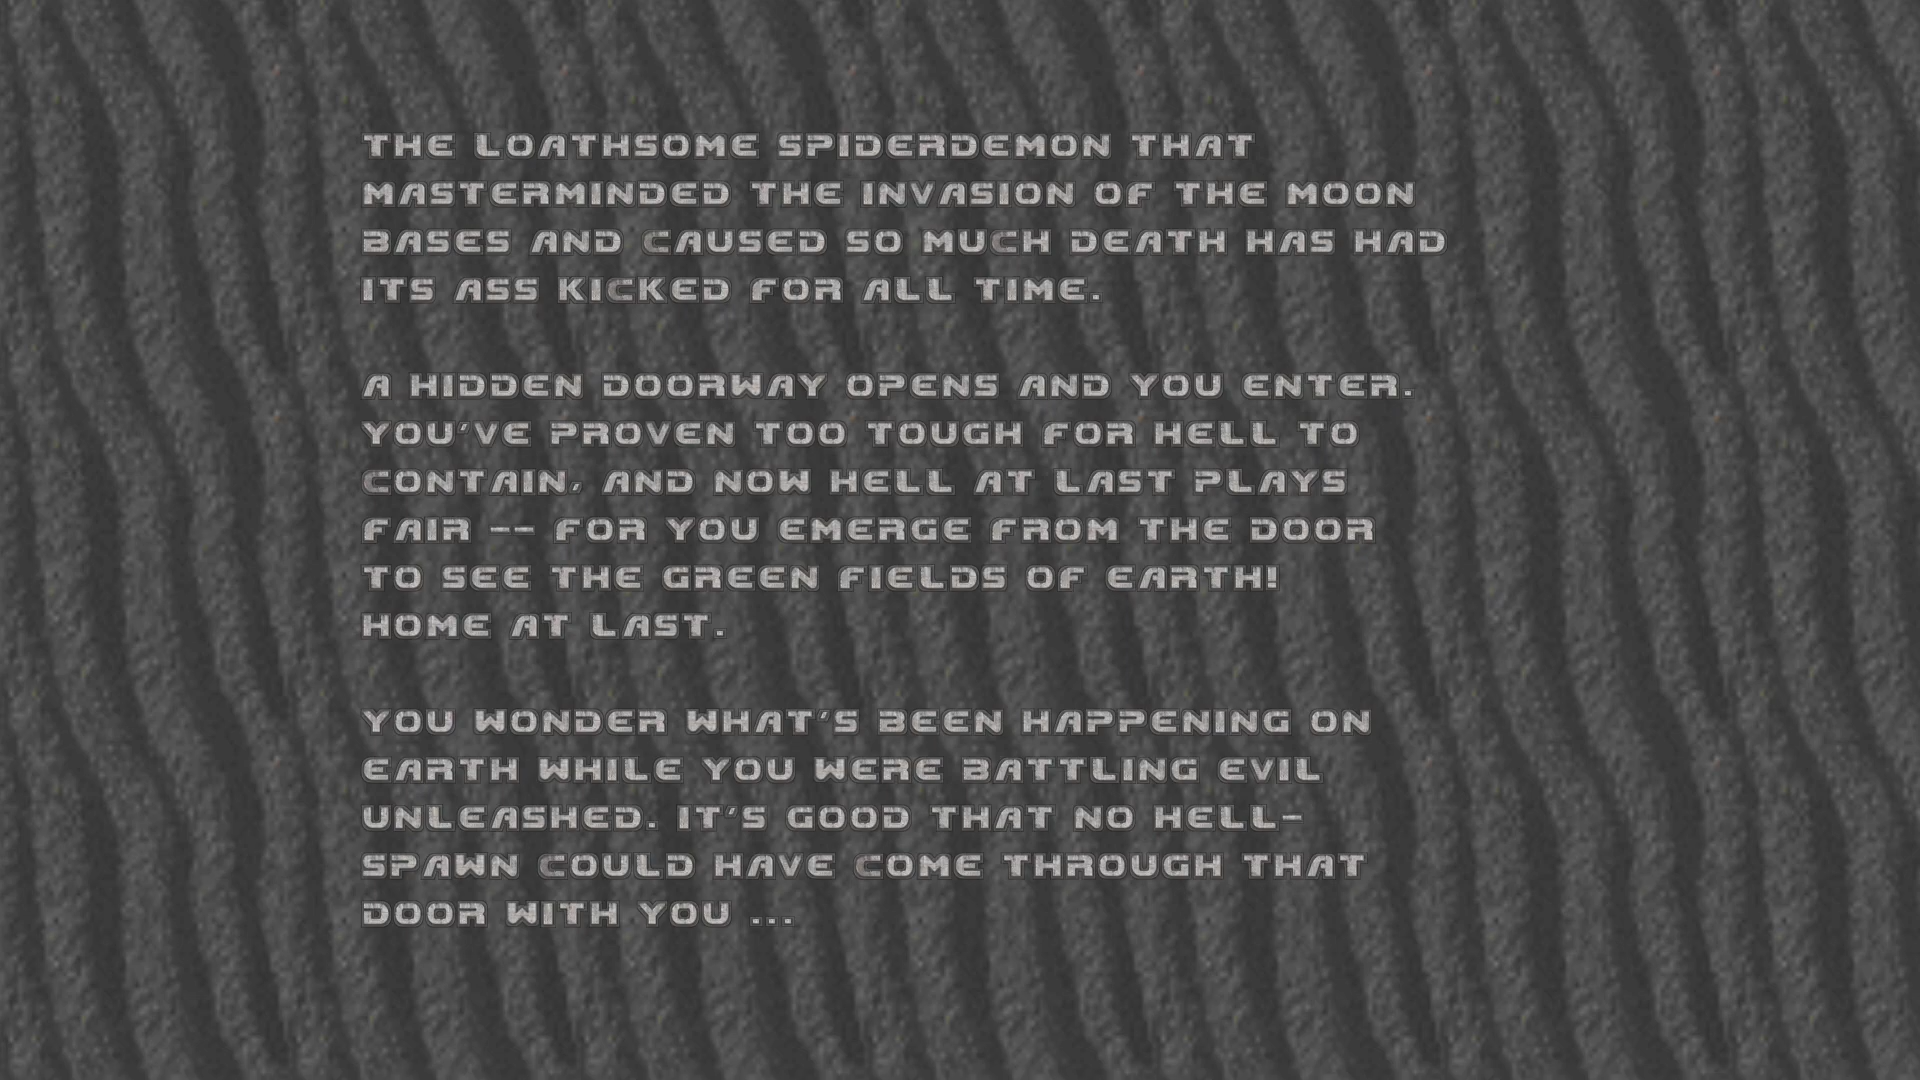 THE LOATHSOME SPIDERDEMON THAT
MASTERMINDED THE INVASION OF THE MOON
BASES AND CAUSED SO MUCH DEATH HAS HAD
ITS ASS KICKED FOR ALL TIME.
A HIDDEN DOORWAY OPENS AND YOU ENTER.
YOU'VE PROVEN TOO TOUGH FOR HELL TO
CONTAIN, AND NOW HELL AT LAST PLAYS
FAIR -- FOR YOU EMERGE FROM THE DOOR
TO SEE THE GREEN FIELDS OF EARTH!
HOME AT LAST.
YOU WONDER WHAT'S BEEN HAPPENING ON
EARTH WHILE YOU WERE BATTLING EVIL
UNLEASHED. IT'S GOOD THAT NO HELL-
SPAWN COULD HAVE COME THROUGH THAT
DOOR WITH YOU ...